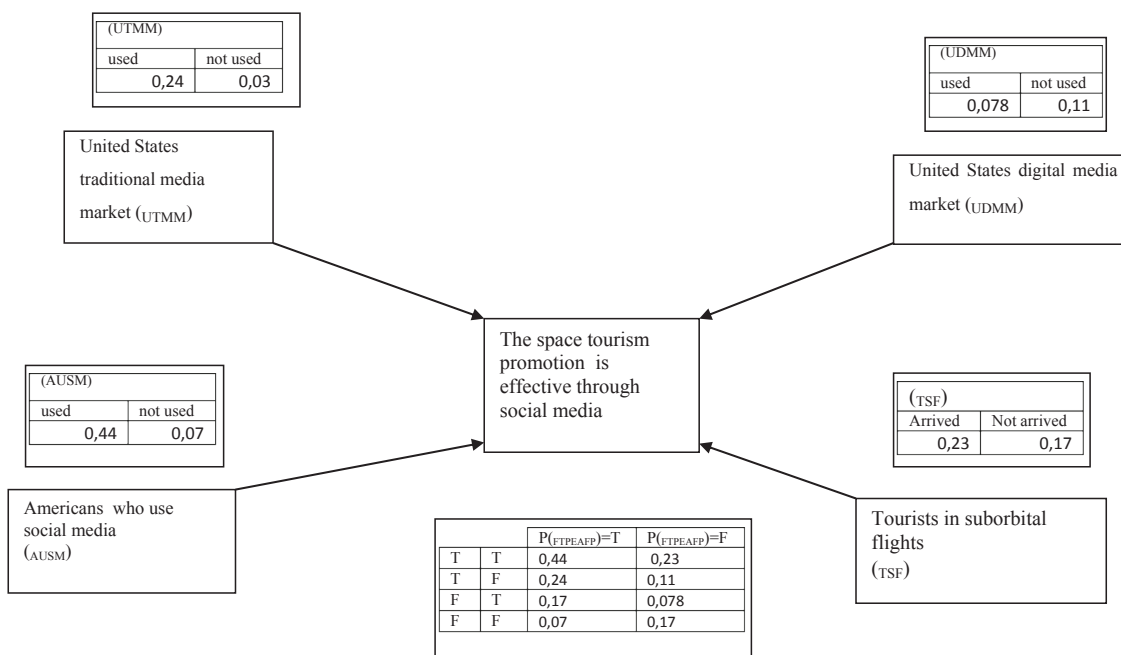 (UTMM)
used not used
0,24 0,03
(UDMM)
used not used
0,078 0,11
United States
traditional media
market (UTMM)
United States digital media
market (UDMM)
The space tourism
promotion is
effective through
social media
(AUSM)
used not used
0,44 0,07
(TSF)
Arrived Not arrived
0,23 0,17
Americans who use
social media
(AUSM)
Tourists in suborbital
flights
(TSF)
P(FTPEAFP)=T P(FTPEAFP)=F
T T 0,44 0,23
T F 0,24 0,11
F T 0,17 0,078
F F 0,07 0,17